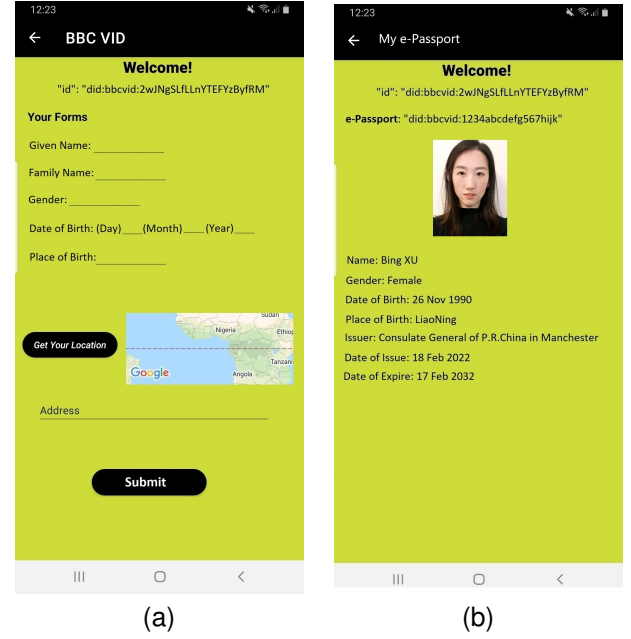 12:23
BBC VID
Welcome!
"id": "did:bbcvid:2wJNgSLfLLnYTEFYzByfRM"
Your Forms
Given Name:
Family Name:
Gender:
Date of Birth: (Day) (Month) (Year)
Place of Birth:
Get Your Location
Sudan
Nigeria
Ethiop
Tanzani
Angola
Google
Address
Submit
(a)
12:23
My e-Passport
Welcome!
"id": "did:bbcvid:2wJNgSLfLLnYTEFYzByfRM"
e-Passport: "did:bbcvid:1234abcdefg567hijk"
Name: Bing XU
Gender: Female
Date of Birth: 26 Nov 1990
Place of Birth: LiaoNing
Issuer: Consulate General of P.R.China in Manchester
Date of Issue: 18 Feb 2022
Date of Expire: 17 Feb 2032
(b)